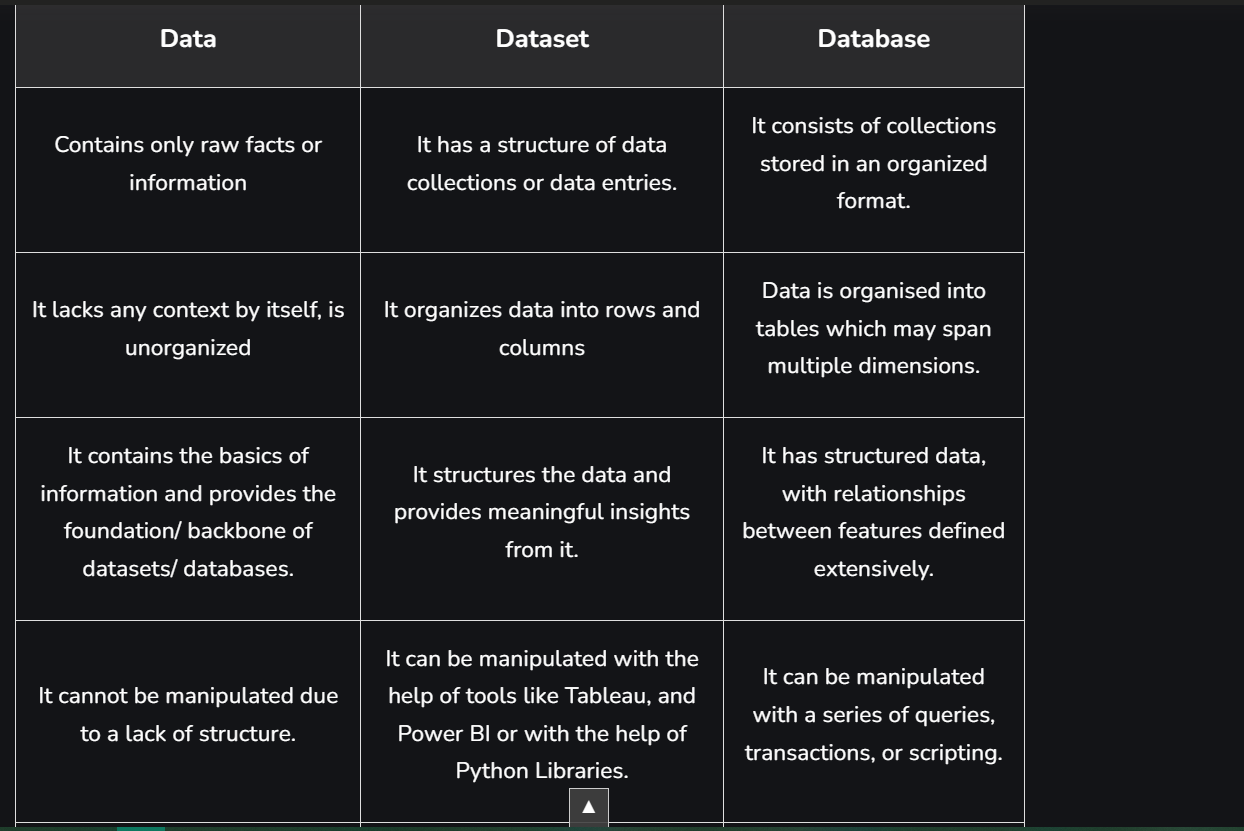 Data
Dataset
Database
Contains only raw facts or
information
It has a structure of data
collections or data entries.
It consists of collections
stored in an organized
format.
It lacks any context by itself, is
unorganized
It organizes data into rows and
columns
Data is organised into
tables which may span
multiple dimensions.
It contains the basics of
information and provides the
foundation/ backbone of
datasets/ databases.
It structures the data and
provides meaningful insights
from it.
It has structured data,
with relationships
between features defined
extensively.
It cannot be manipulated due
to a lack of structure.
It can be manipulated with the
help of tools like Tableau, and
Power BI or with the help of
Python Libraries.
It can be manipulated
with a series of queries,
transactions, or scripting.